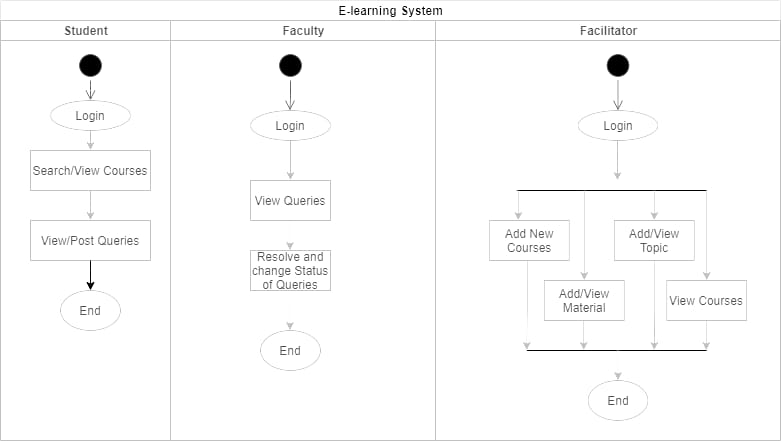 E-learning System
Student
Faculty
Facilitator
Login
Search/View Courses
View/Post Queries
End
Login
View Queries
Resolve and
change Status
of Queries
End
Login
Add New
Courses
Add/View
Topic
Add/View
Material
View Courses
End